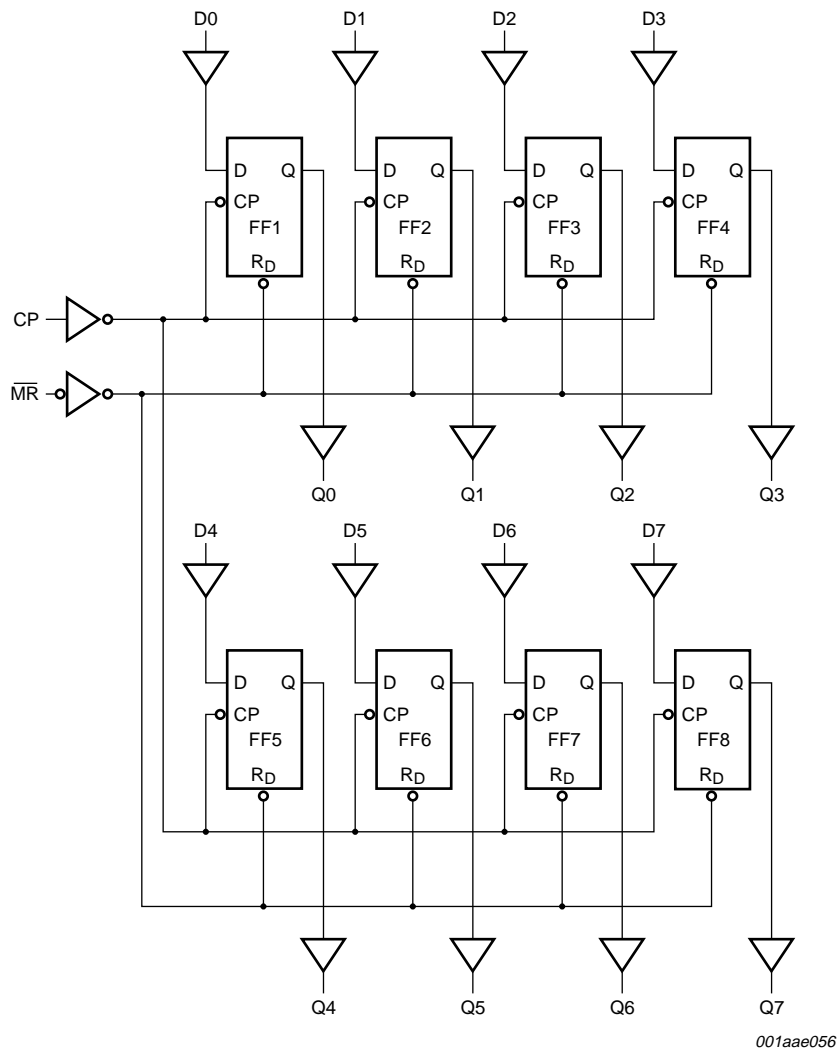 D0 D1 D2 D3
D Q D Q D Q D Q
CP CP CP CP
FF1 FF2 FF3 FF4
RD RD RD RD
CP
M̅R̅
Q0 Q1 Q2 Q3
D4 D5 D6 D7
D Q D Q D Q D Q
CP CP CP CP
FF5 FF6 FF7 FF8
RD RD RD RD
Q4 Q5 Q6 Q7
001aae056